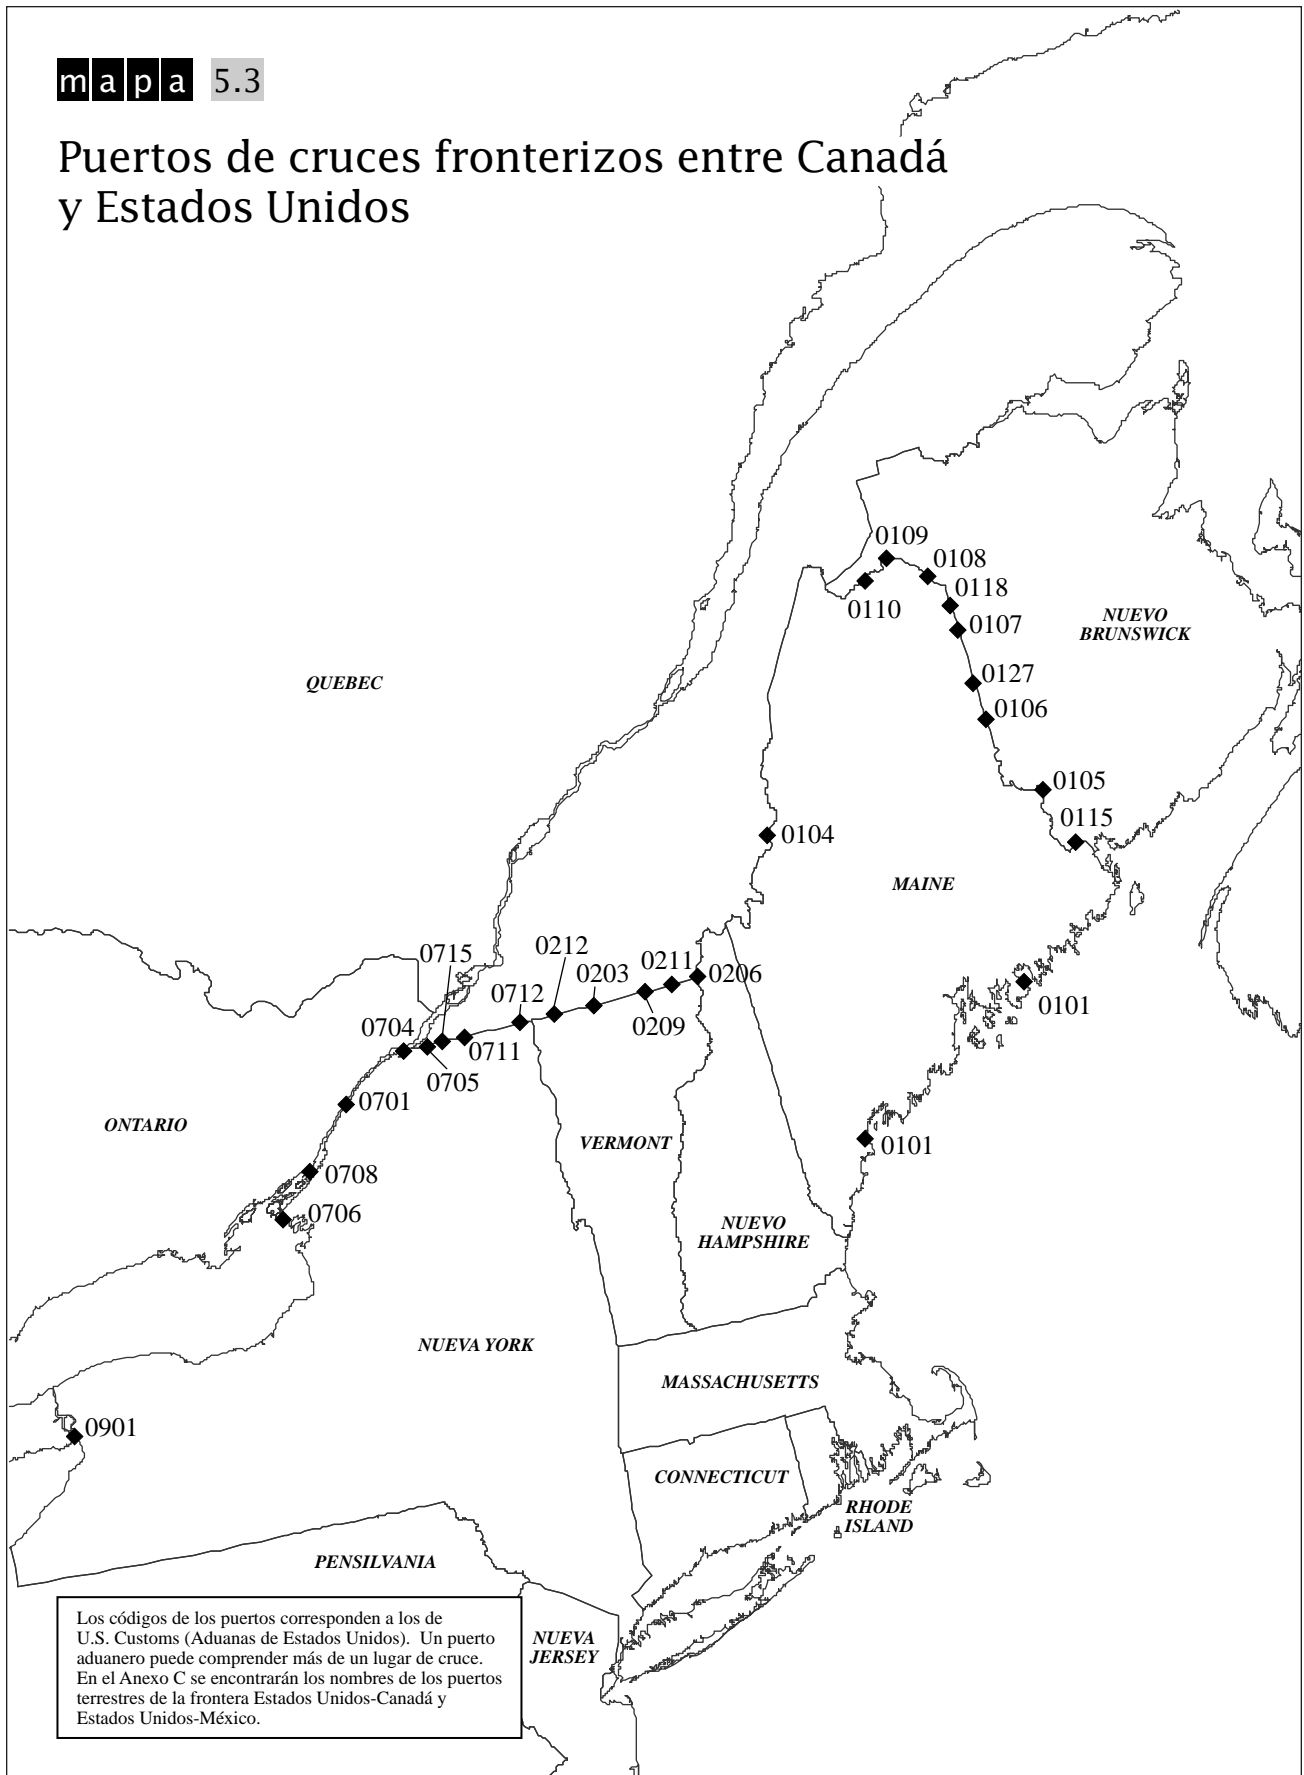 mapa 5.3
Puertos de cruces fronterizos entre Canadá
y Estados Unidos
0109
0108
0110
0118
0107
NUEVO
BRUNSWICK
0127
QUEBEC
0106
0105
0115
0104
MAINE
0715
0212
0203
0211
0206
0712
0209
0101
0704
0711
0705
0701
ONTARIO
VERMONT
0101
0708
0706
NUEVO
HAMPSHIRE
NUEVA YORK
MASSACHUSETTS
0901
CONNECTICUT
RHODE
ISLAND
PENSILVANIA
NUEVA
JERSEY
Los códigos de los puertos corresponden a los de
U.S. Customs (Aduanas de Estados Unidos). Un puerto
aduanero puede comprender más de un lugar de cruce.
En el Anexo C se encontrarán los nombres de los puertos
terrestres de la frontera Estados Unidos-Canadá y
Estados Unidos-México.